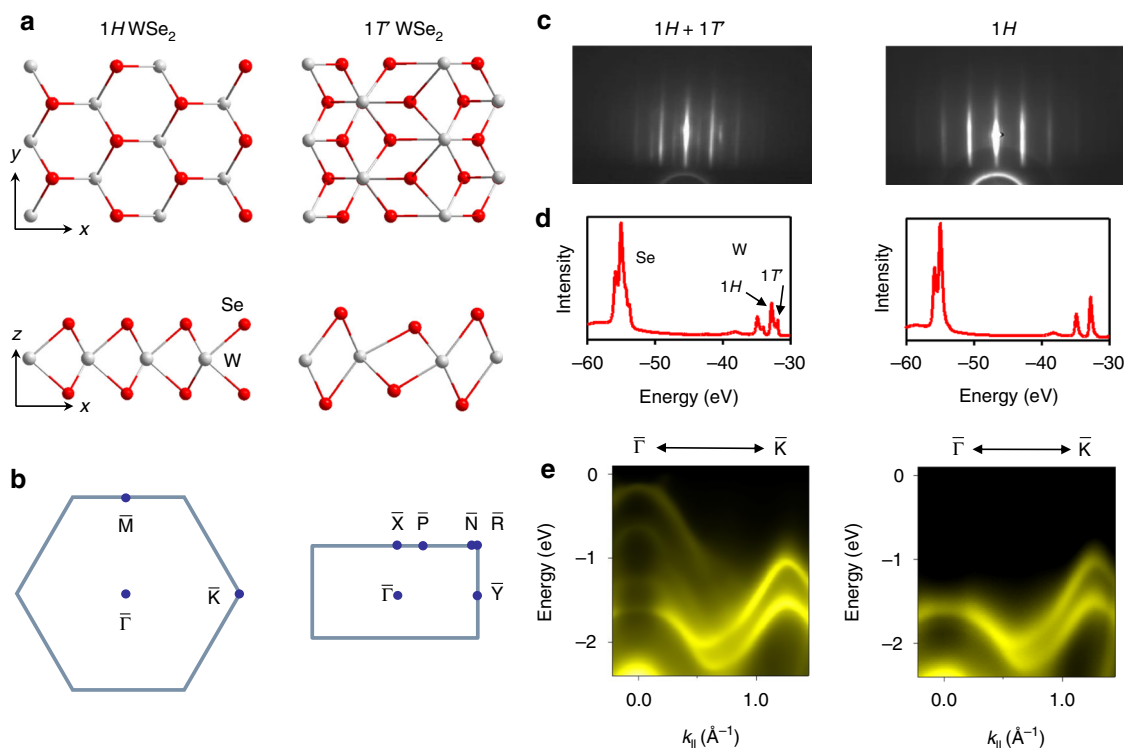 a
1H WSe₂
1T′ WSe₂
y
x
Se
W
z
x
b
M̅
Γ̅
K̅
X̅ P̅ N̅ R̅
Γ̅
Y̅
c
1H + 1T′
1H
d
Intensity
Se
W
1H
1T′
−60 −50 −40 −30
Energy (eV)
Intensity
−60 −50 −40 −30
Energy (eV)
e
Γ̅ K̅
Energy (eV)
0
−1
−2
0.0 1.0
k|| (Å⁻¹)
Γ̅ K̅
Energy (eV)
0
−1
−2
0.0 1.0
k|| (Å⁻¹)